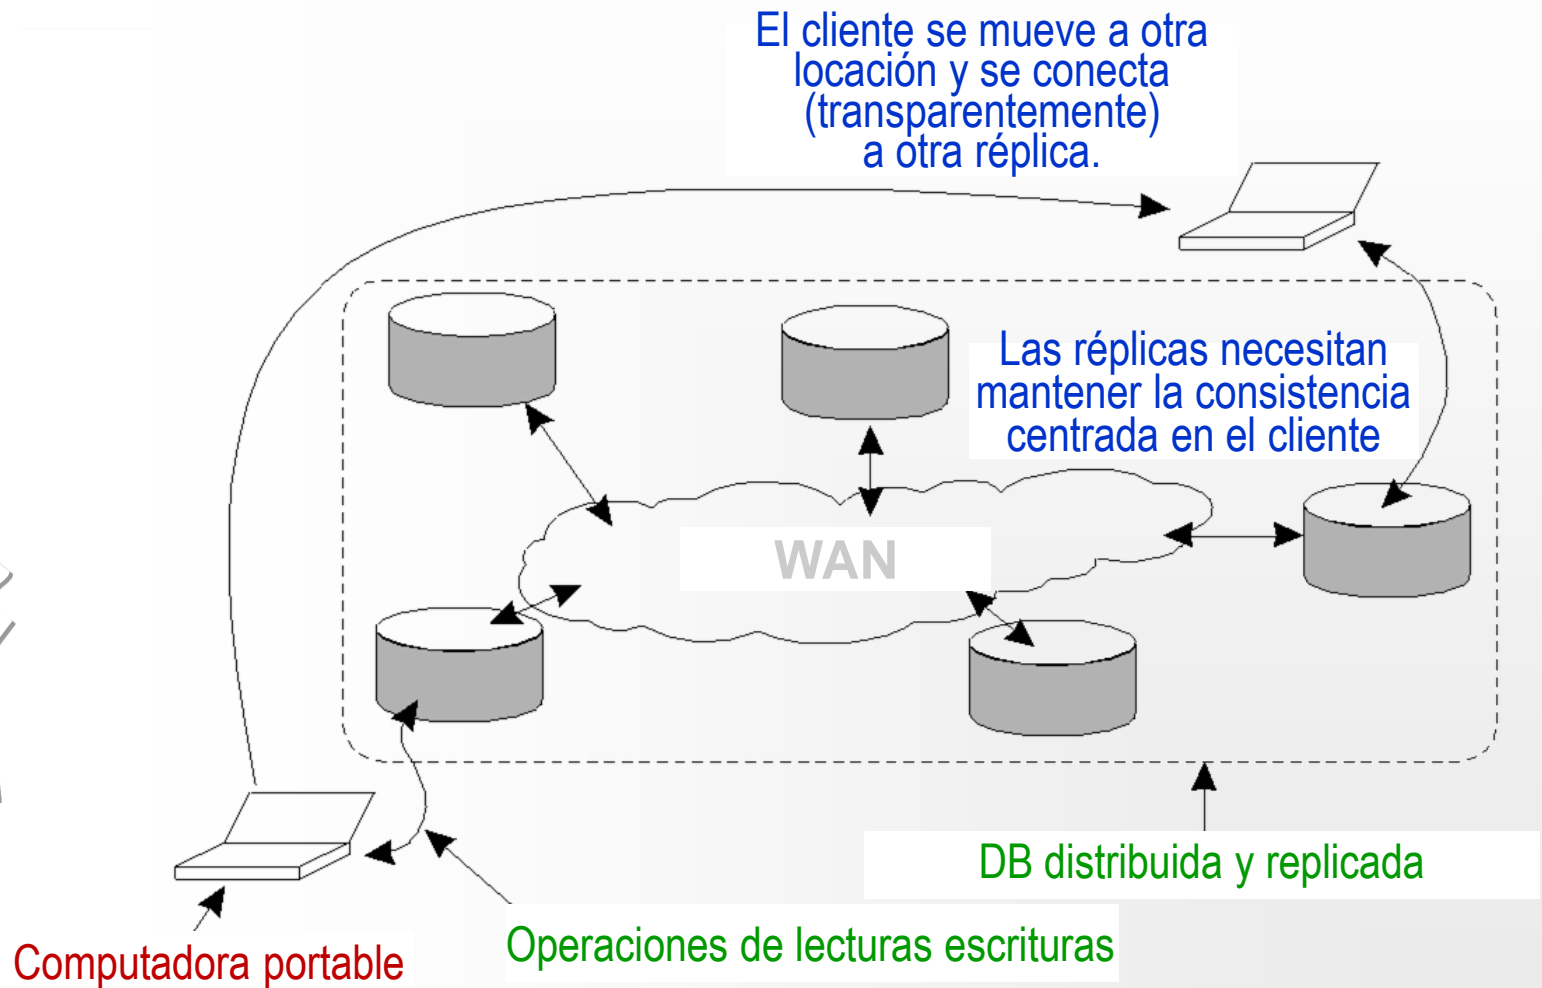 El cliente se mueve a otra
locación y se conecta
(transparentemente)
a otra réplica.
Las réplicas necesitan
mantener la consistencia
centrada en el cliente
WAN
DB distribuida y replicada
Operaciones de lecturas escrituras
Computadora portable